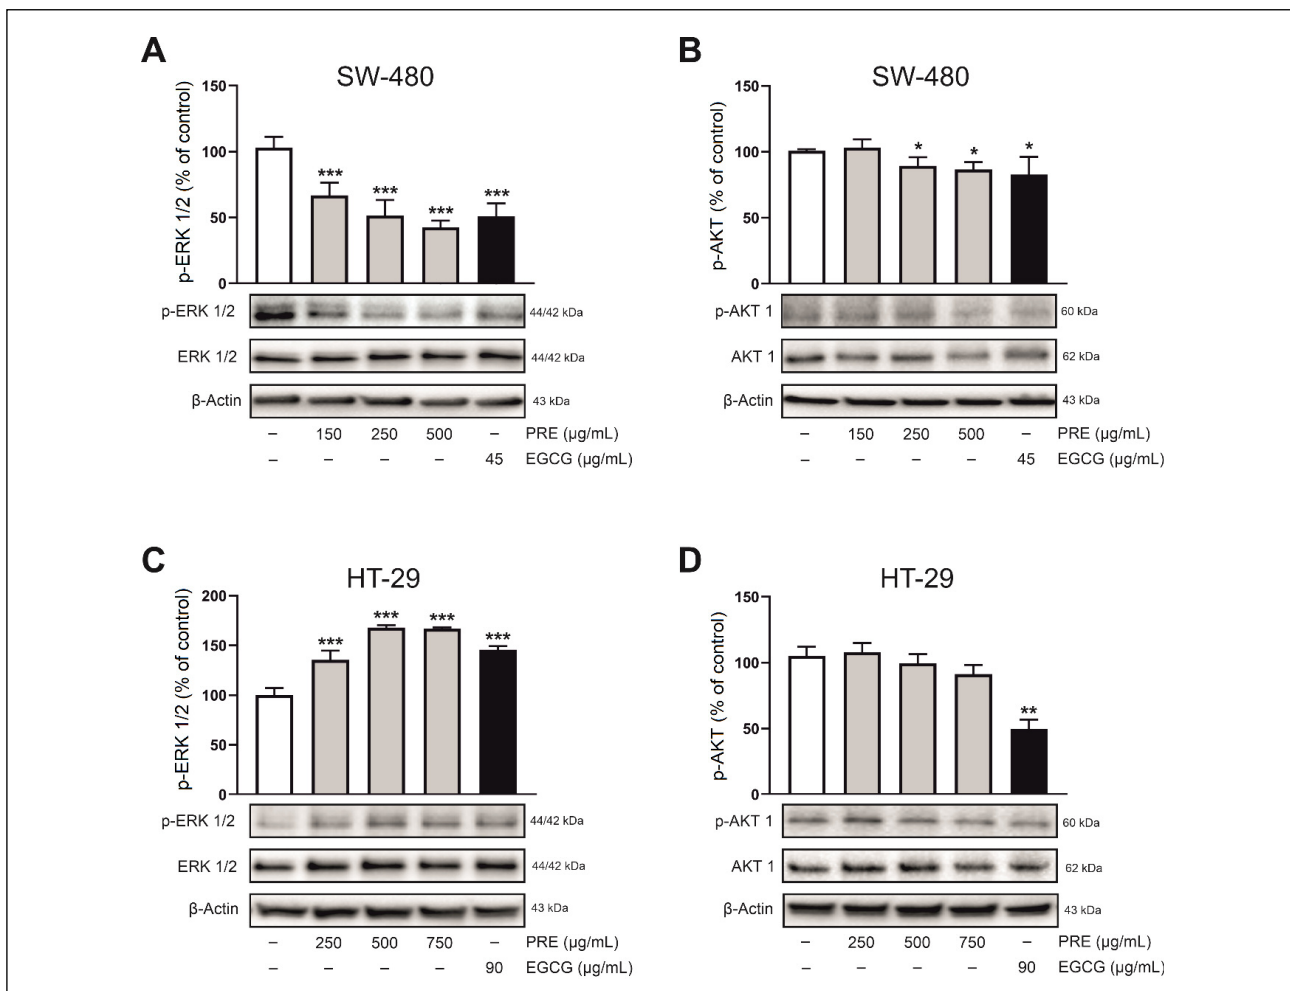 A
SW-480
p-ERK 1/2 (% of control)
150
100
50
0
*** *** *** ***
p-ERK 1/2 44/42 kDa
ERK 1/2 44/42 kDa
β-Actin 43 kDa
– 150 250 500 – PRE (µg/mL)
– – – – 45 EGCG (µg/mL)
B
SW-480
p-AKT (% of control)
150
100
50
0
* * *
p-AKT 1 60 kDa
AKT 1 62 kDa
β-Actin 43 kDa
– 150 250 500 – PRE (µg/mL)
– – – – 45 EGCG (µg/mL)
C
HT-29
p-ERK 1/2 (% of control)
200
150
100
50
0
*** *** *** ***
p-ERK 1/2 44/42 kDa
ERK 1/2 44/42 kDa
β-Actin 43 kDa
– 250 500 750 – PRE (µg/mL)
– – – – 90 EGCG (µg/mL)
D
HT-29
p-AKT (% of control)
150
100
50
0
**
p-AKT 1 60 kDa
AKT 1 62 kDa
β-Actin 43 kDa
– 250 500 750 – PRE (µg/mL)
– – – – 90 EGCG (µg/mL)